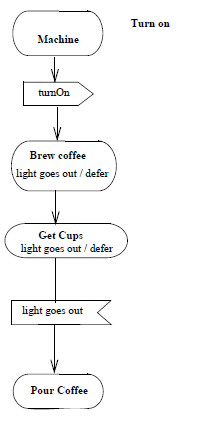 Turn on
Machine
turnOn
Brew coffee
light goes out / defer
Get Cups
light goes out / defer
light goes out
Pour Coffee